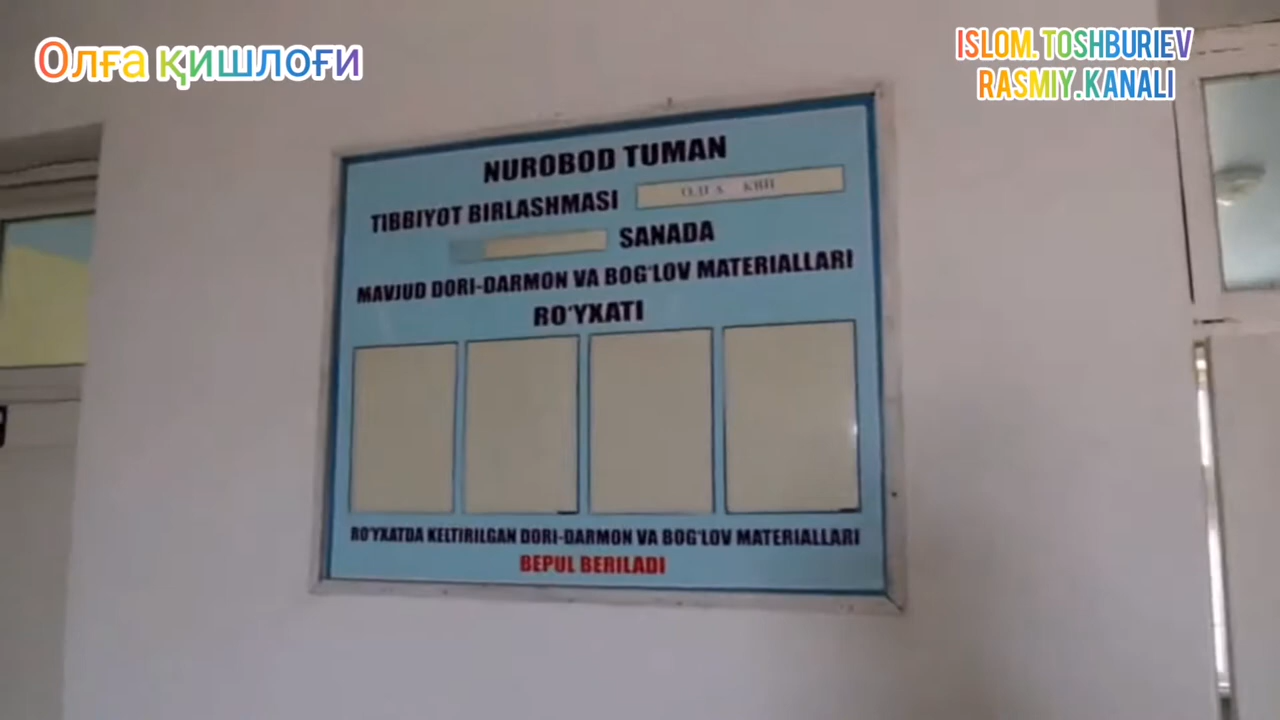 Олға қишлоғи
ISLOM.TOSHBURIEV
RASMIY.KANALI
NUROBOD TUMAN
TIBBIYOT BIRLASHMASI
КВП
SANADA
MAVJUD DORI-DARMON VA BOG‘LOV MATERIALLARI
RO‘YXATI
RO‘YXATDA KELTIRILGAN DORI-DARMON VA BOG‘LOV MATERIALLARI
BEPUL BERILADI